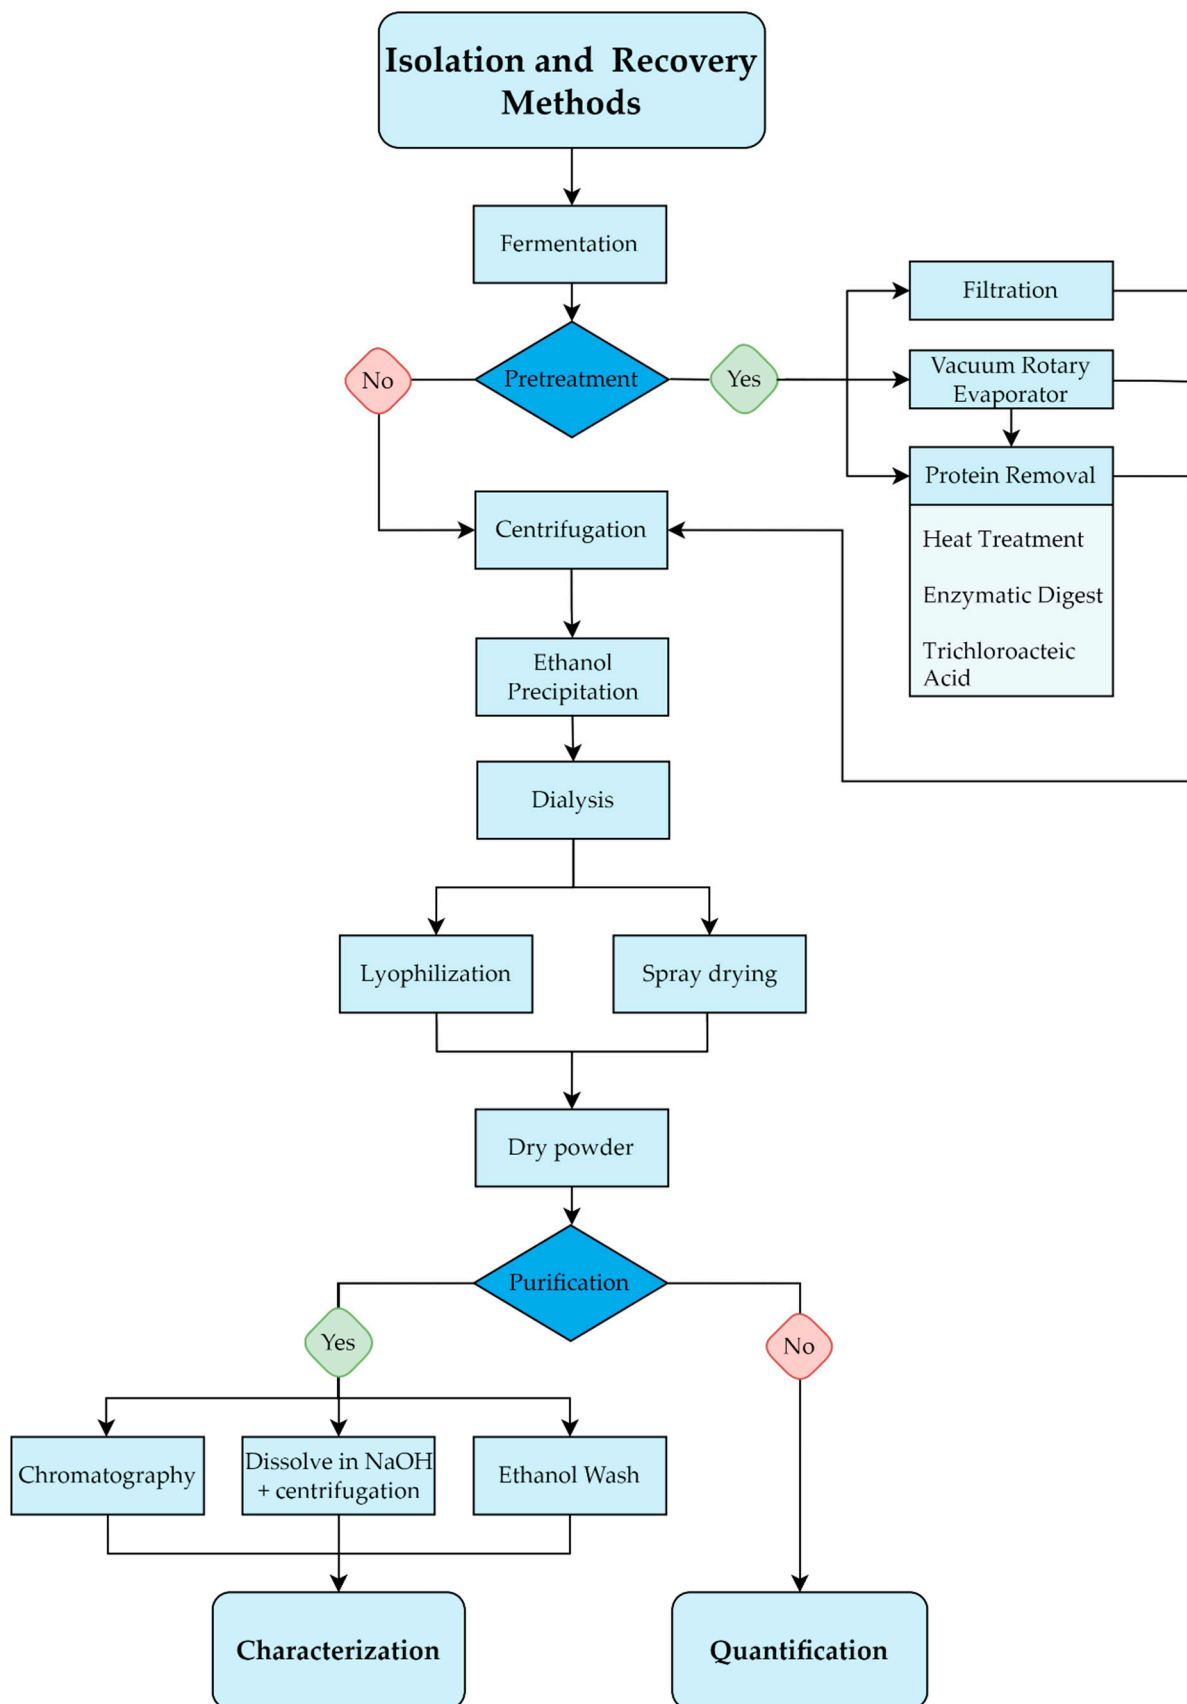 Isolation and Recovery
Methods
Fermentation
Pretreatment
No
Yes
Filtration
Vacuum Rotary
Evaporator
Protein Removal
Heat Treatment
Enzymatic Digest
Trichloroacteic
Acid
Centrifugation
Ethanol
Precipitation
Dialysis
Lyophilization
Spray drying
Dry powder
Purification
Yes
No
Chromatography
Dissolve in NaOH
+ centrifugation
Ethanol Wash
Characterization
Quantification